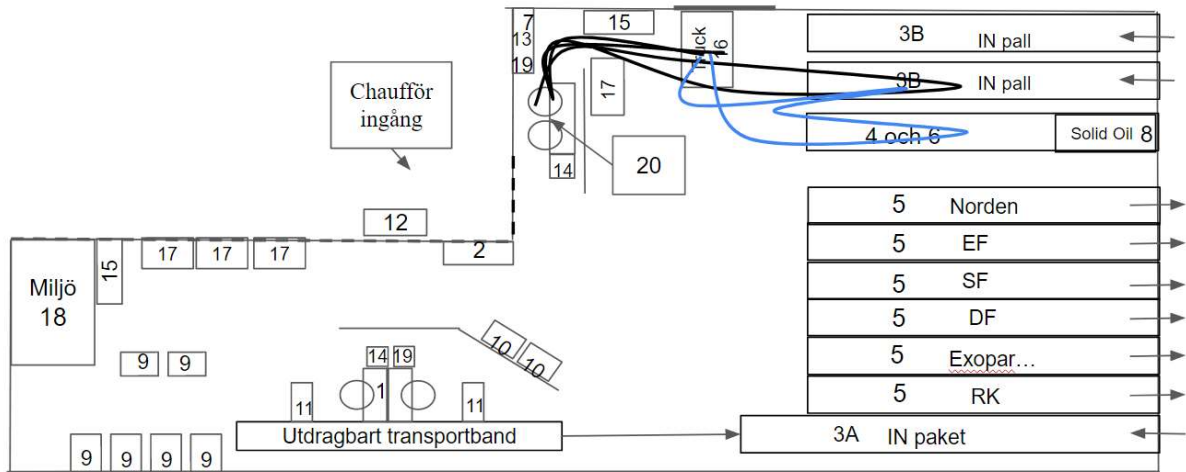 7
13
19
15
16
3B IN pall
3B IN pall
17
Chaufför
ingång
4 och 6
Solid Oil 8
20
14
5 Norden
12
2
5 EF
17
17
17
15
Miljö
18
5 SF
5 DF
10
10
5 Exopar…
9
9
14
19
1
11
11
5 RK
Utdragbart transportband
3A IN paket
9
9
9
9